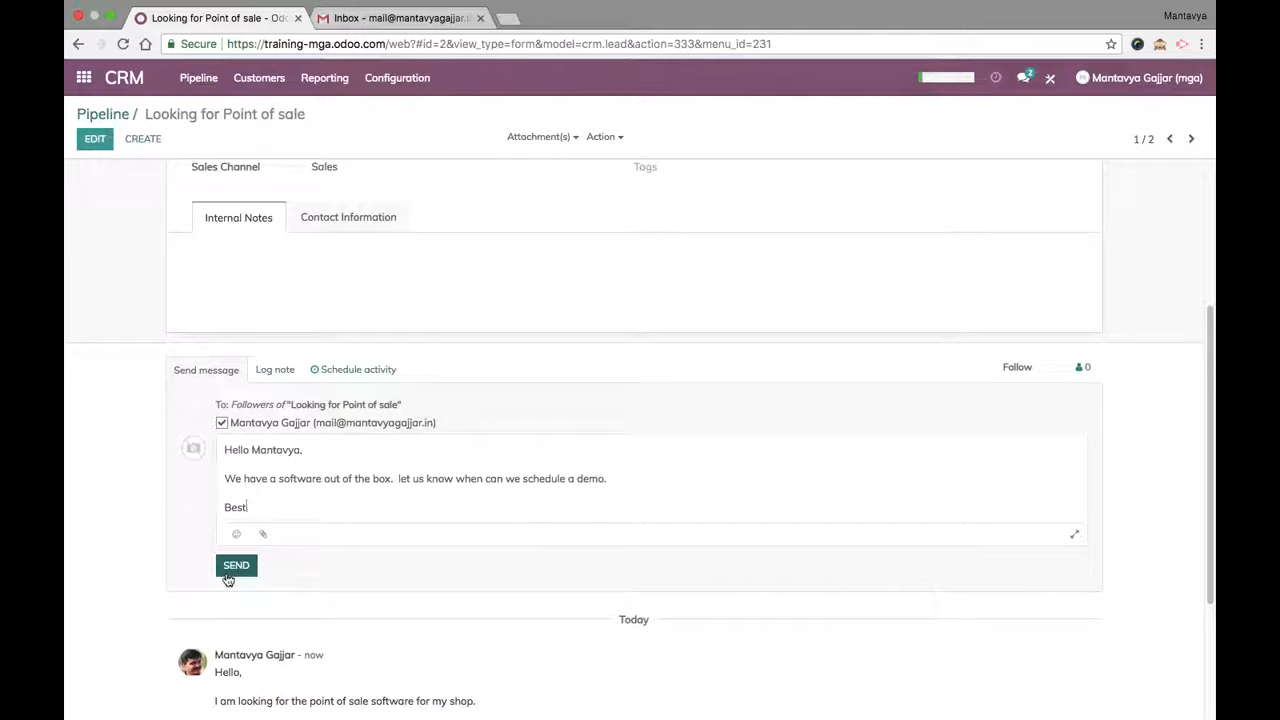 Looking for Point of sale - Odo
Inbox - mail@mantavyagajjar.i
Mantavya
Secure
https://training-mga.odoo.com/web?#id=2&view_type=form&model=crm.lead&action=333&menu_id=231
CRM
Pipeline
Customers
Reporting
Configuration
2
Mantavya Gajjar (mga)
Pipeline / Looking for Point of sale
EDIT
CREATE
Attachment(s)
Action
1 / 2
Sales Channel
Sales
Tags
Internal Notes
Contact Information
Send message
Log note
Schedule activity
Follow
0
To: Followers of "Looking for Point of sale"
Mantavya Gajjar (mail@mantavyagajjar.in)
Hello Mantavya,
We have a software out of the box. let us know when can we schedule a demo.
Best
SEND
Today
Mantavya Gajjar - now
Hello,
I am looking for the point of sale software for my shop.